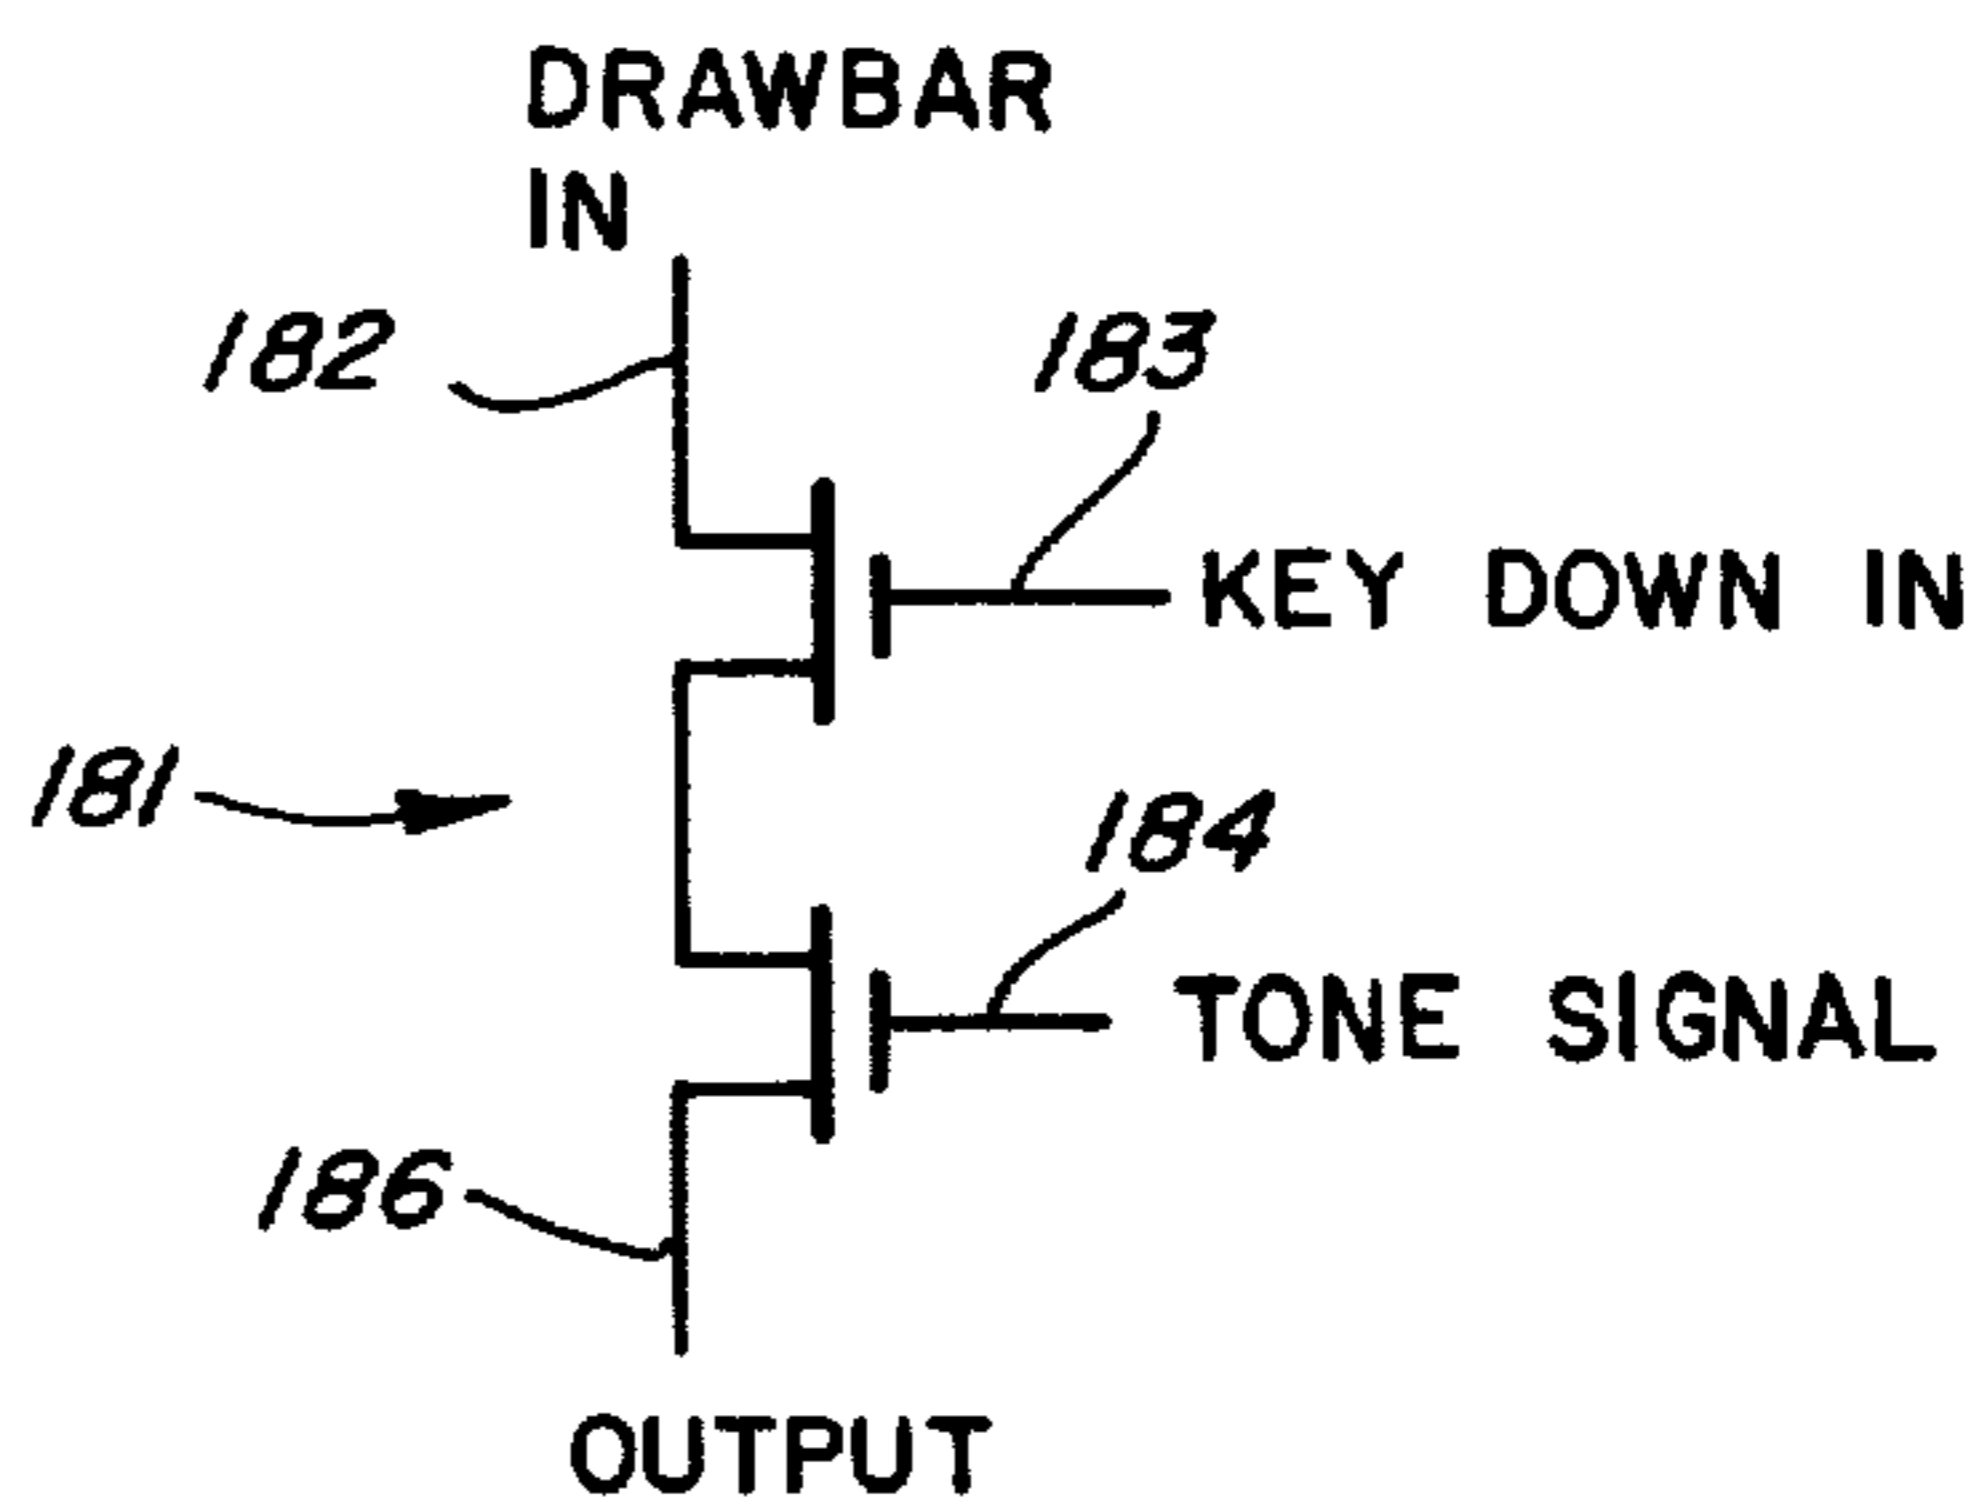 DRAWBAR
IN
182
183
KEY DOWN IN
181
184
TONE SIGNAL
186
OUTPUT